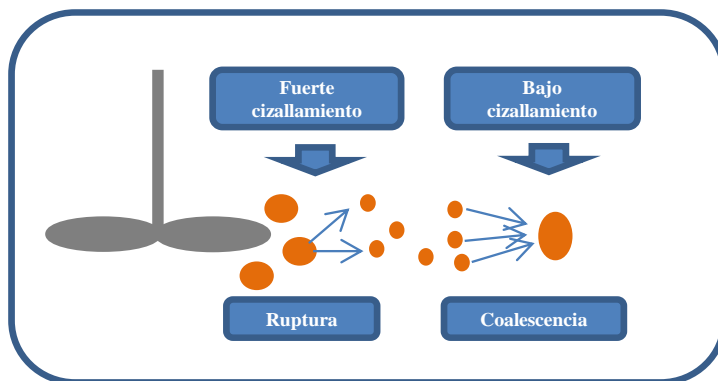 Fuerte
cizallamiento
Bajo
cizallamiento
Ruptura
Coalescencia